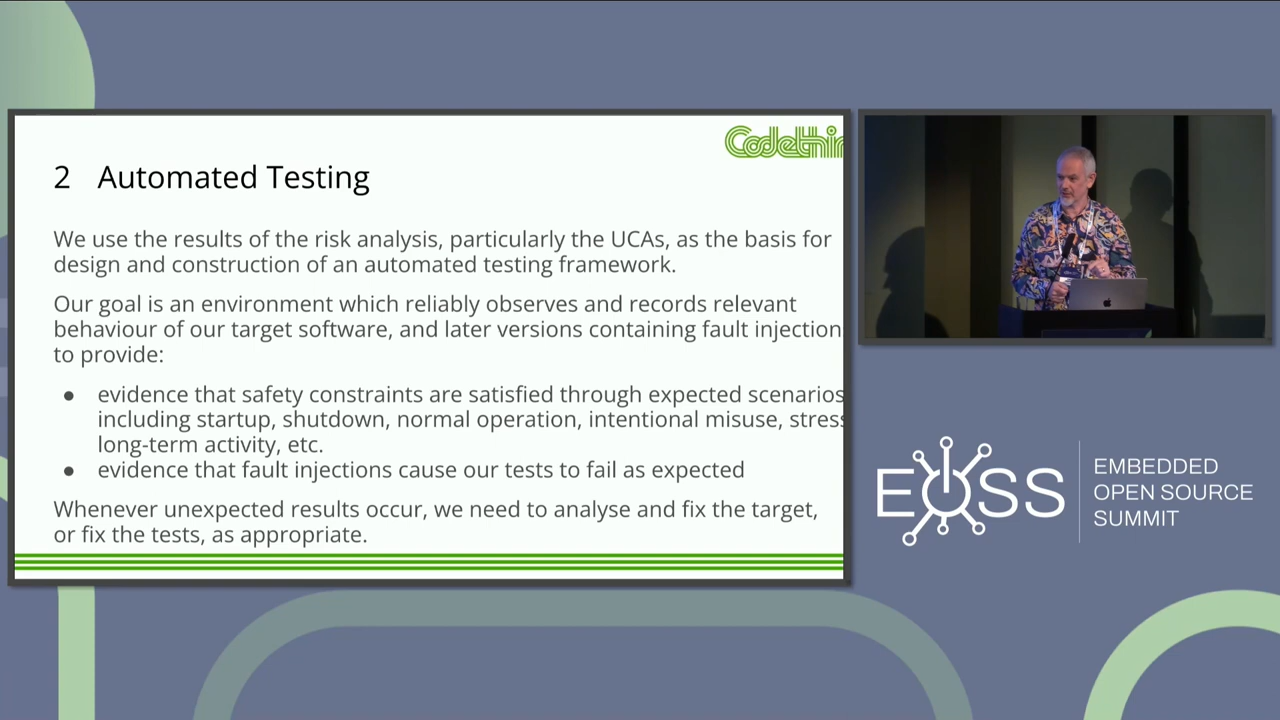 Codethin
2 Automated Testing
We use the results of the risk analysis, particularly the UCAs, as the basis for
design and construction of an automated testing framework.
Our goal is an environment which reliably observes and records relevant
behaviour of our target software, and later versions containing fault injection
to provide:
● evidence that safety constraints are satisfied through expected scenarios
including startup, shutdown, normal operation, intentional misuse, stress
long-term activity, etc.
● evidence that fault injections cause our tests to fail as expected
Whenever unexpected results occur, we need to analyse and fix the target,
or fix the tests, as appropriate.
EOSS
EMBEDDED
OPEN SOURCE
SUMMIT